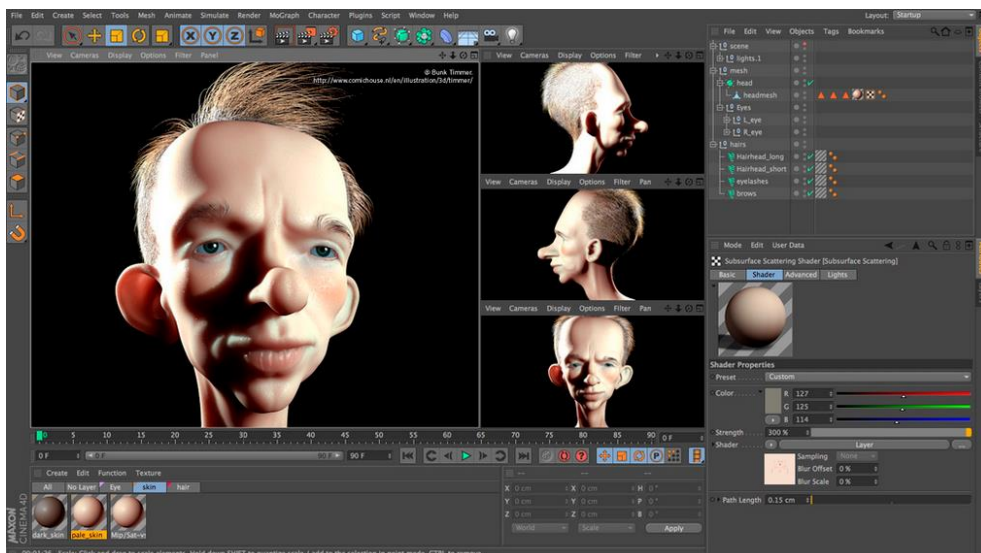 File Edit Create Select Tools Mesh Animate Simulate Render MoGraph Character Plugins Script Window Help Layout: Startup
View Cameras Display Options Filter Panel
© Bunk Timmer.
http://www.comichouse.nl/en/illustration/3d/timmer/
View Cameras Display Options Filter
View Cameras Display Options Filter Pan
View Cameras Display Options Filter Pan
File Edit View Objects Tags Bookmarks
scene
lights.1
mesh
head
headmesh
Eyes
L_eye
R_eye
hairs
Hairhead_long
Hairhead_short
eyelashes
brows
Mode Edit User Data
Subsurface Scattering Shader [Subsurface Scattering]
Basic Shader Advanced Lights
Shader Properties
Preset Custom
Color R 127
G 125
B 114
Strength 300 %
Shader Layer ...
Sampling None
Blur Offset 0 %
Blur Scale 0 %
Path Length 0.15 cm
0 5 10 15 20 25 30 35 40 45 50 55 60 65 70 75 80 85 90 0 F
0 F 0 F 90 F 90 F
Create Edit Function Texture
All No Layer Eye skin hair
dark_skin pale_skin Mip/Sat-v
X 0 cm X 0 cm H 0 °
Y 0 cm Y 0 cm P 0 °
Z 0 cm Z 0 cm B 0 °
World Scale Apply
MAXON
CINEMA 4D